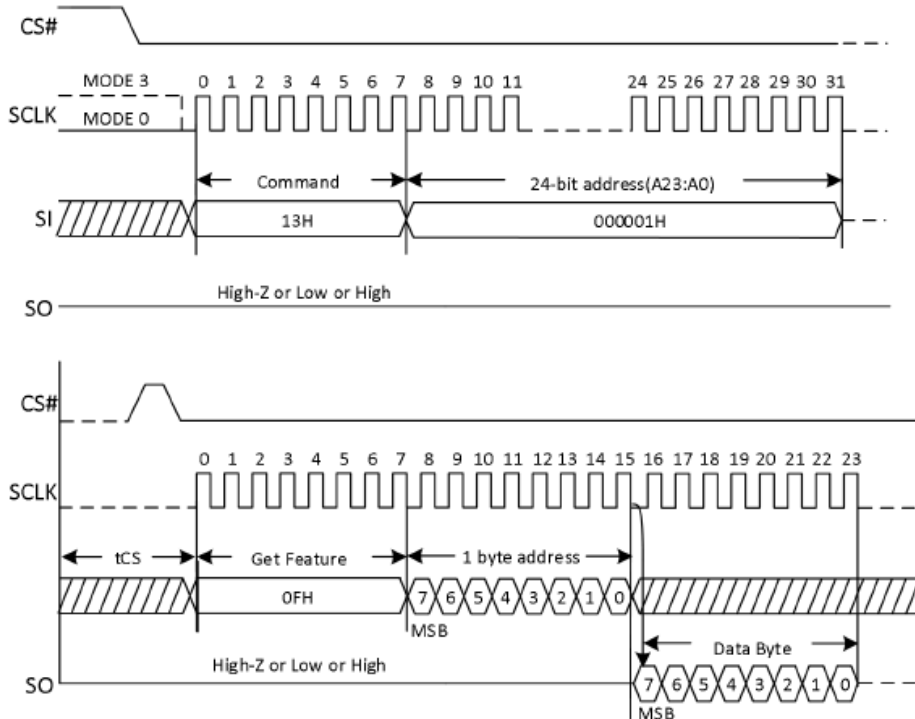 CS#
MODE 3 0 1 2 3 4 5 6 7 8 9 10 11 24 25 26 27 28 29 30 31
SCLK
MODE 0
Command 24-bit address(A23:A0)
SI 13H 000001H
High-Z or Low or High
SO
CS#
0 1 2 3 4 5 6 7 8 9 10 11 12 13 14 15 16 17 18 19 20 21 22 23
SCLK
tCS Get Feature 1 byte address
0FH 7 6 5 4 3 2 1 0
MSB
Data Byte
High-Z or Low or High
SO 7 6 5 4 3 2 1 0
MSB